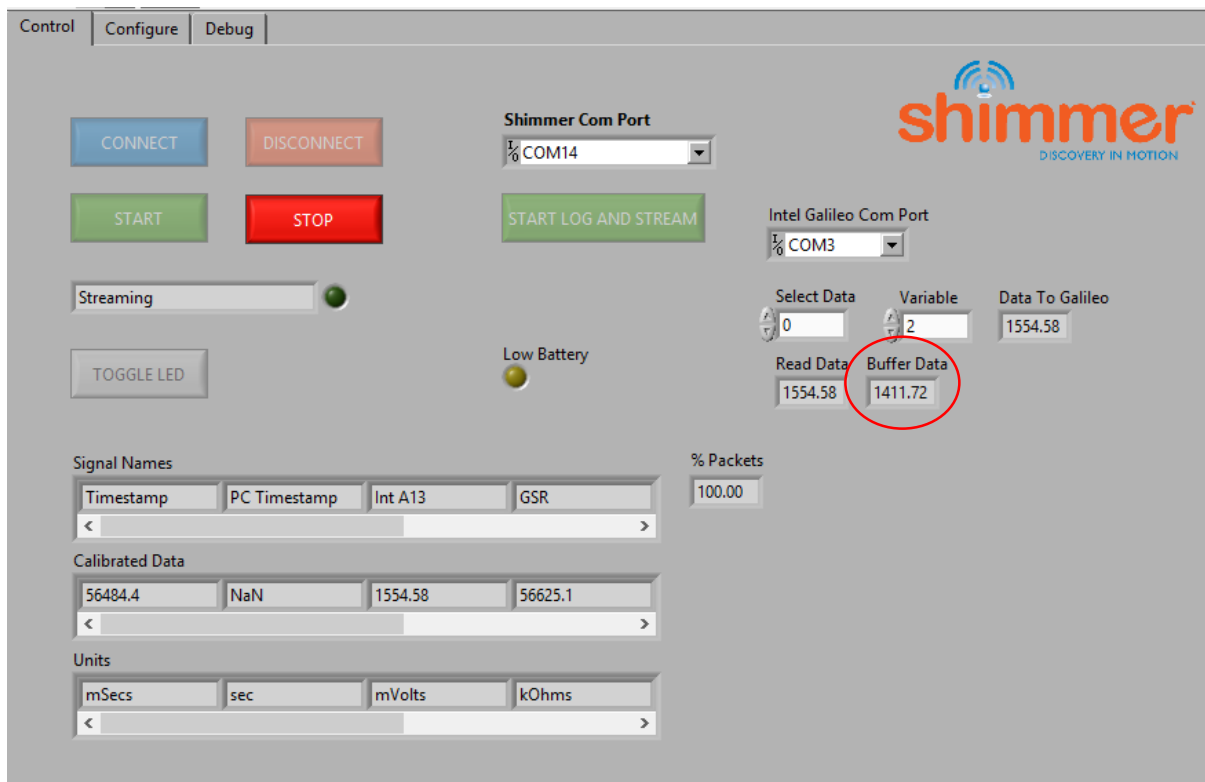 Control Configure Debug
shimmer
DISCOVERY IN MOTION
CONNECT DISCONNECT
Shimmer Com Port
COM14
START STOP START LOG AND STREAM
Intel Galileo Com Port
COM3
Streaming
Select Data Variable Data To Galileo
0 2 1554.58
TOGGLE LED
Low Battery
Read Data Buffer Data
1554.58 1411.72
Signal Names
Timestamp PC Timestamp Int A13 GSR
% Packets
100.00
Calibrated Data
56484.4 NaN 1554.58 56625.1
Units
mSecs sec mVolts kOhms